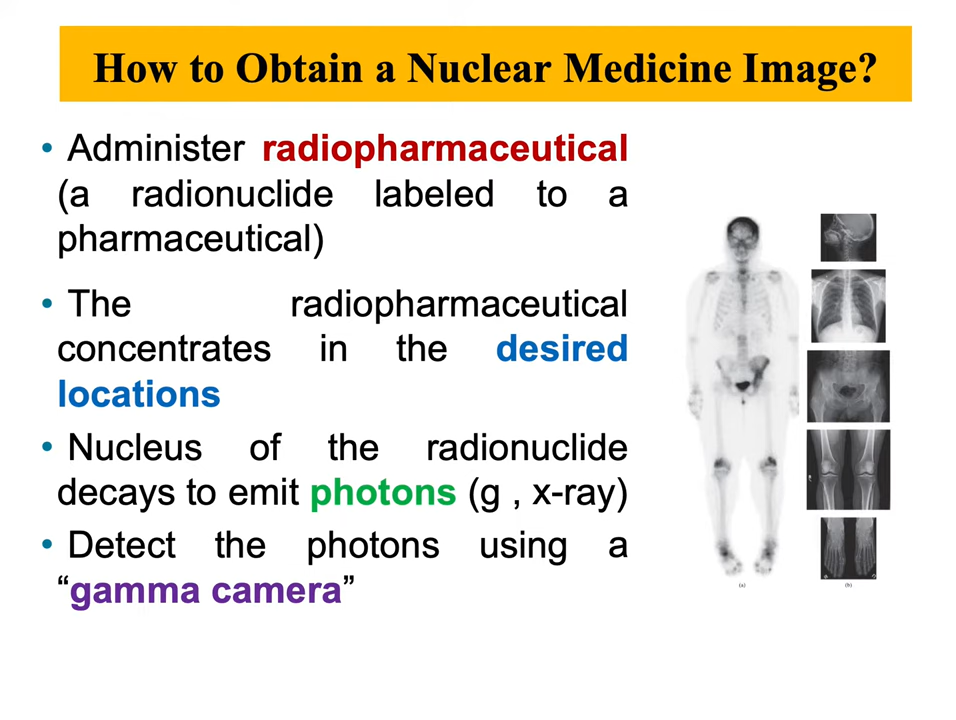 How to Obtain a Nuclear Medicine Image?
• Administer radiopharmaceutical
(a radionuclide labeled to a
pharmaceutical)
• The radiopharmaceutical
concentrates in the desired
locations
• Nucleus of the radionuclide
decays to emit photons (g , x-ray)
• Detect the photons using a
“gamma camera”
(a)
(b)